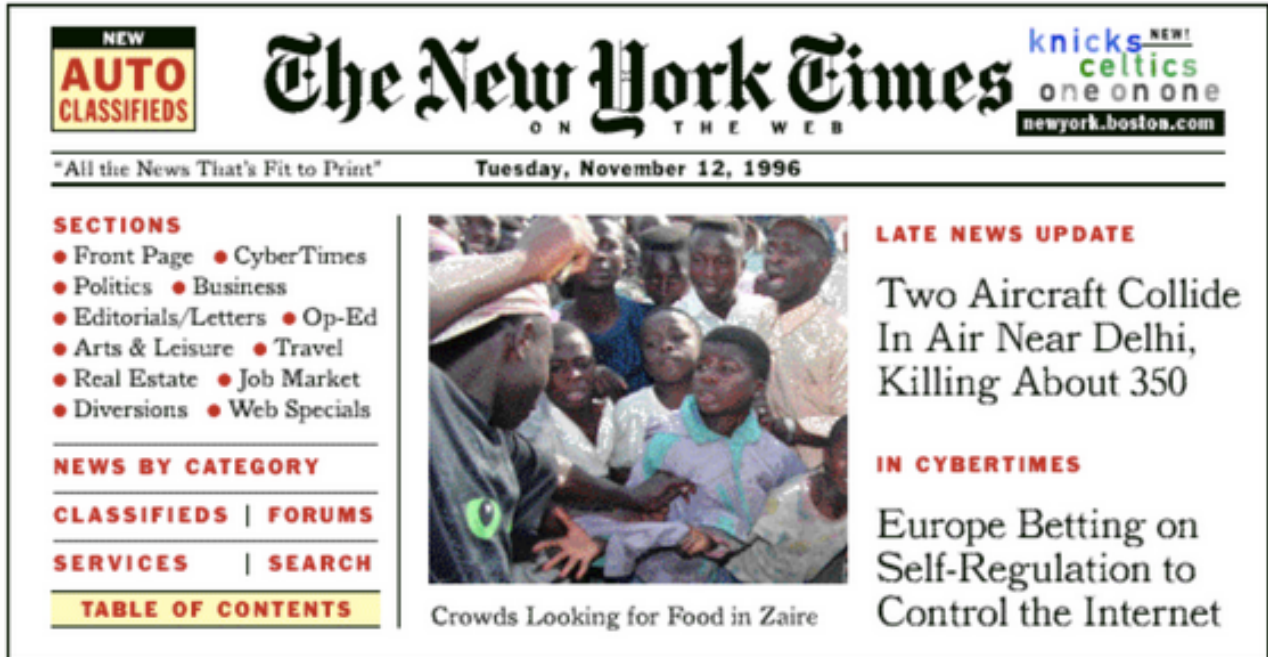 NEW
AUTO
CLASSIFIEDS
The New York Times
ON THE WEB
knicks NEW!
celtics
one on one
newyork.boston.com
"All the News That's Fit to Print"
Tuesday, November 12, 1996
SECTIONS
● Front Page ● CyberTimes
● Politics ● Business
● Editorials/Letters ● Op-Ed
● Arts & Leisure ● Travel
● Real Estate ● Job Market
● Diversions ● Web Specials
NEWS BY CATEGORY
CLASSIFIEDS | FORUMS
SERVICES | SEARCH
TABLE OF CONTENTS
Crowds Looking for Food in Zaire
LATE NEWS UPDATE
Two Aircraft Collide
In Air Near Delhi,
Killing About 350
IN CYBERTIMES
Europe Betting on
Self-Regulation to
Control the Internet